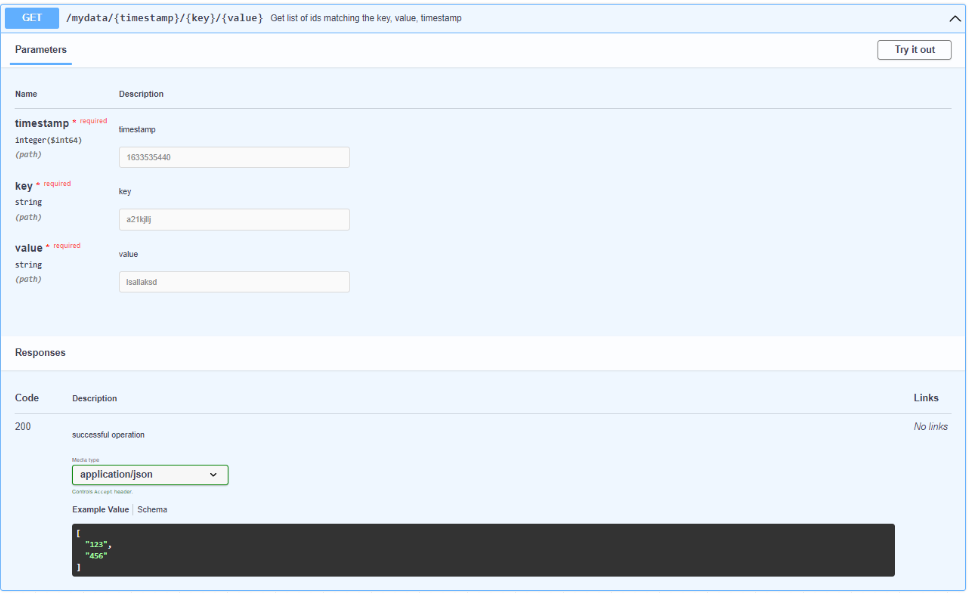 GET /mydata/{timestamp}/{key}/{value} Get list of ids matching the key, value, timestamp
Parameters
Try it out
Name Description
timestamp * required
integer($int64)
(path)
timestamp
1633535440
key * required
string
(path)
key
a21kjlij
value * required
string
(path)
value
lsallaksd
Responses
Code Description Links
200 successful operation No links
Media type
application/json
Controls accept header.
Example Value Schema
[
"123",
"456"
]